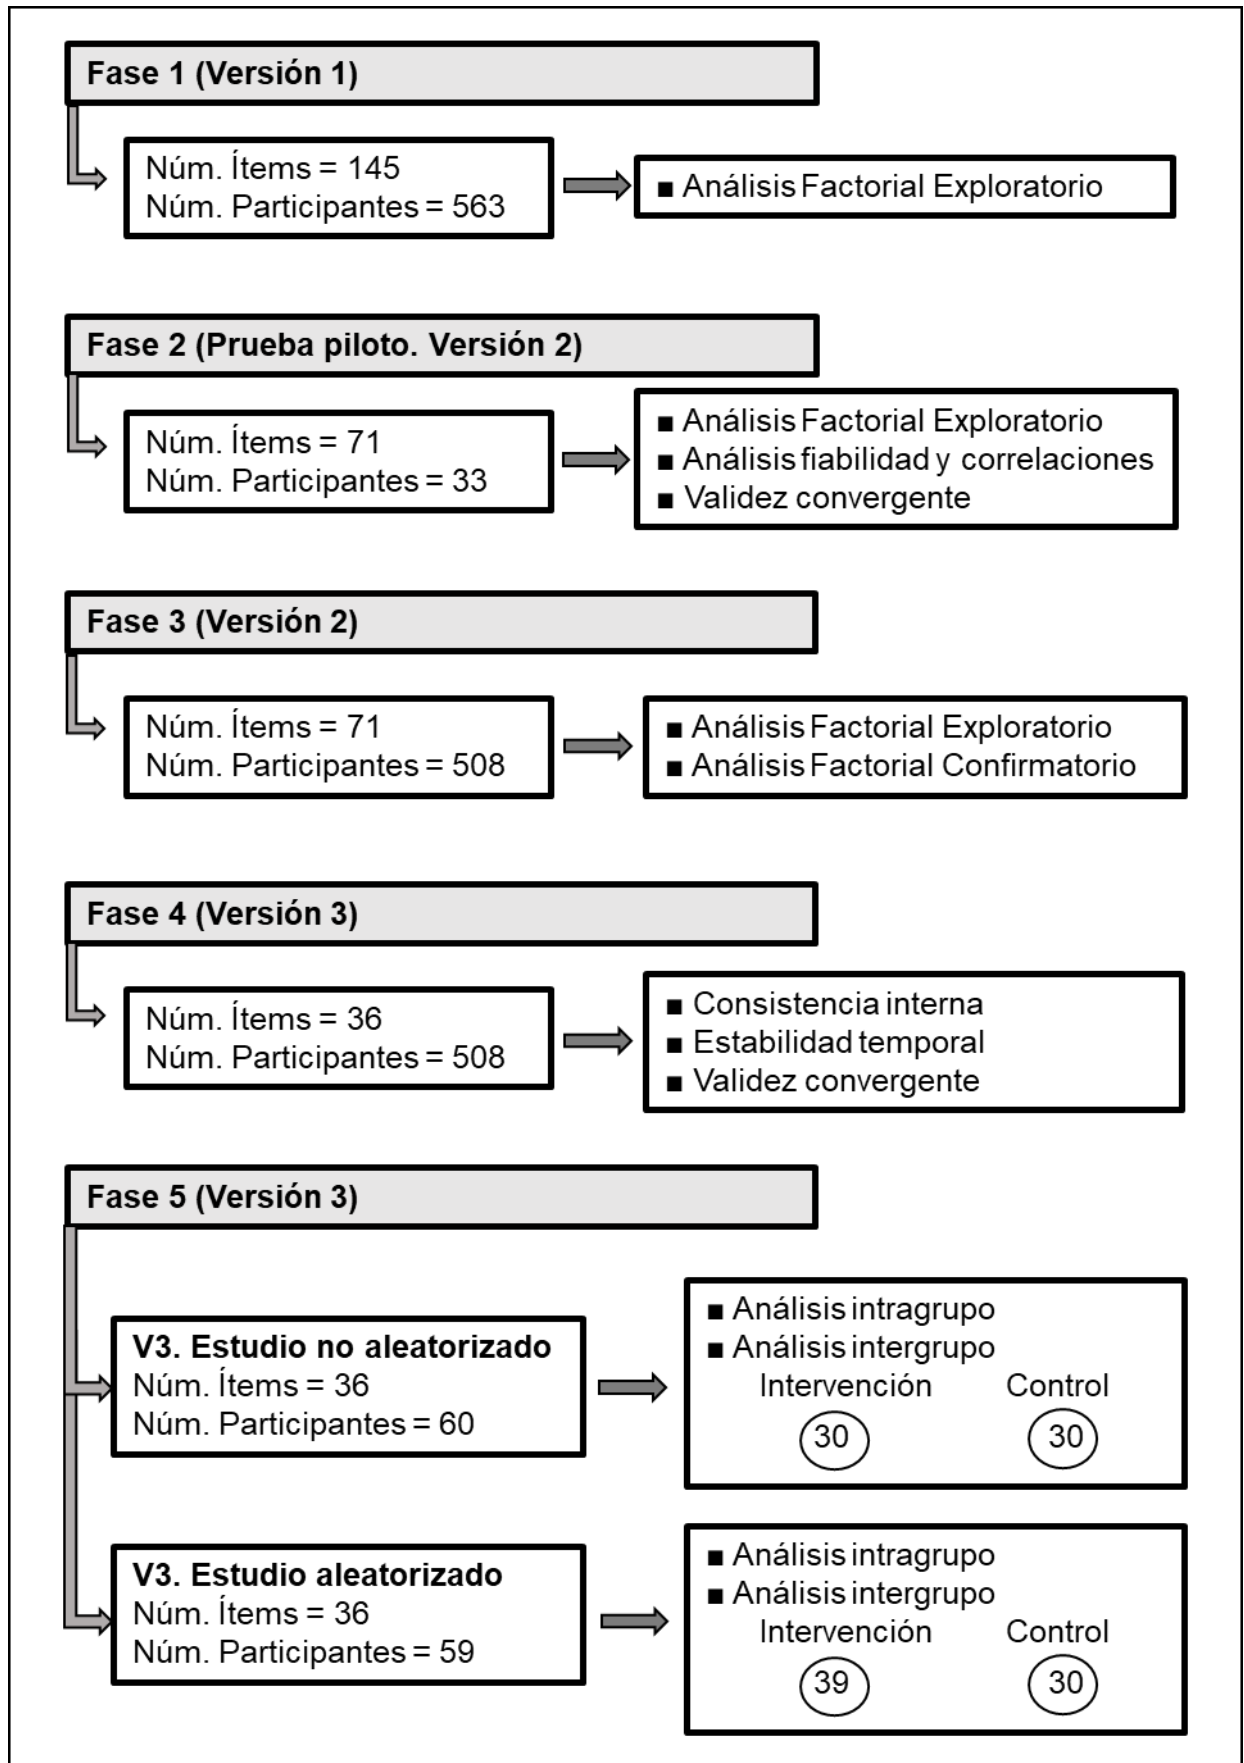 Fase 1 (Versión 1)
Núm. Ítems = 145
Núm. Participantes = 563
■ Análisis Factorial Exploratorio
Fase 2 (Prueba piloto. Versión 2)
Núm. Ítems = 71
Núm. Participantes = 33
■ Análisis Factorial Exploratorio
■ Análisis fiabilidad y correlaciones
■ Validez convergente
Fase 3 (Versión 2)
Núm. Ítems = 71
Núm. Participantes = 508
■ Análisis Factorial Exploratorio
■ Análisis Factorial Confirmatorio
Fase 4 (Versión 3)
Núm. Ítems = 36
Núm. Participantes = 508
■ Consistencia interna
■ Estabilidad temporal
■ Validez convergente
Fase 5 (Versión 3)
V3. Estudio no aleatorizado
Núm. Ítems = 36
Núm. Participantes = 60
■ Análisis intragrupo
■ Análisis intergrupo
Intervención Control
30 30
V3. Estudio aleatorizado
Núm. Ítems = 36
Núm. Participantes = 59
■ Análisis intragrupo
■ Análisis intergrupo
Intervención Control
39 30